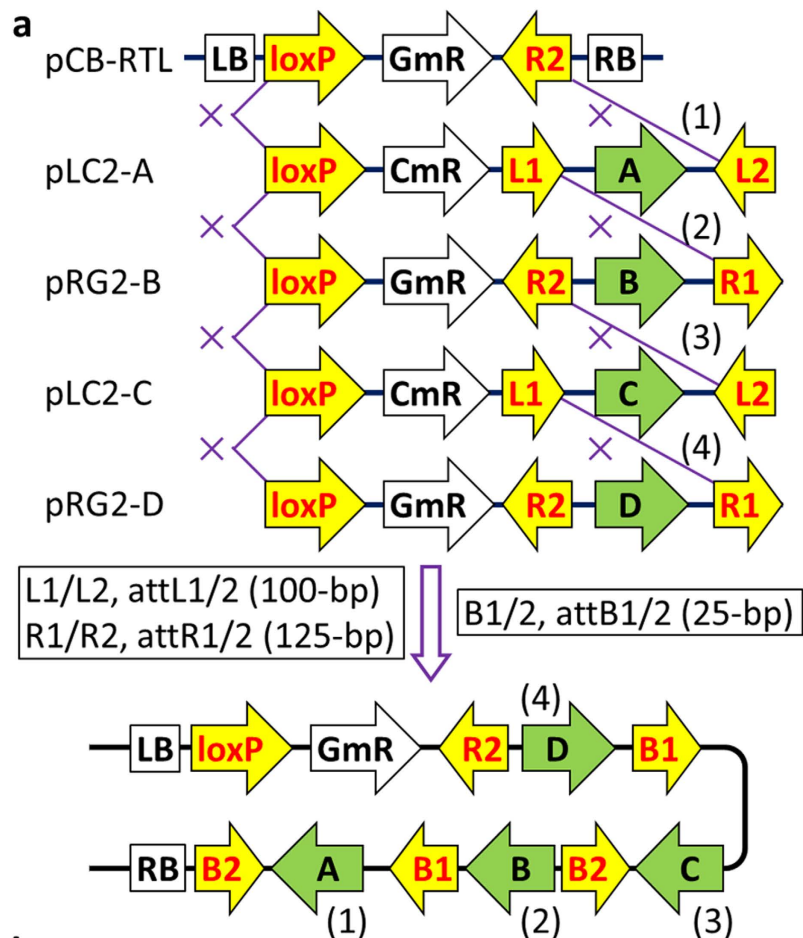 a
pCB-RTL LB loxP GmR R2 RB
(1)
pLC2-A loxP CmR L1 A L2
(2)
pRG2-B loxP GmR R2 B R1
(3)
pLC2-C loxP CmR L1 C L2
(4)
pRG2-D loxP GmR R2 D R1
L1/L2, attL1/2 (100-bp)
R1/R2, attR1/2 (125-bp)
B1/2, attB1/2 (25-bp)
(4)
LB loxP GmR R2 D B1
RB B2 A B1 B B2 C
(1) (2) (3)